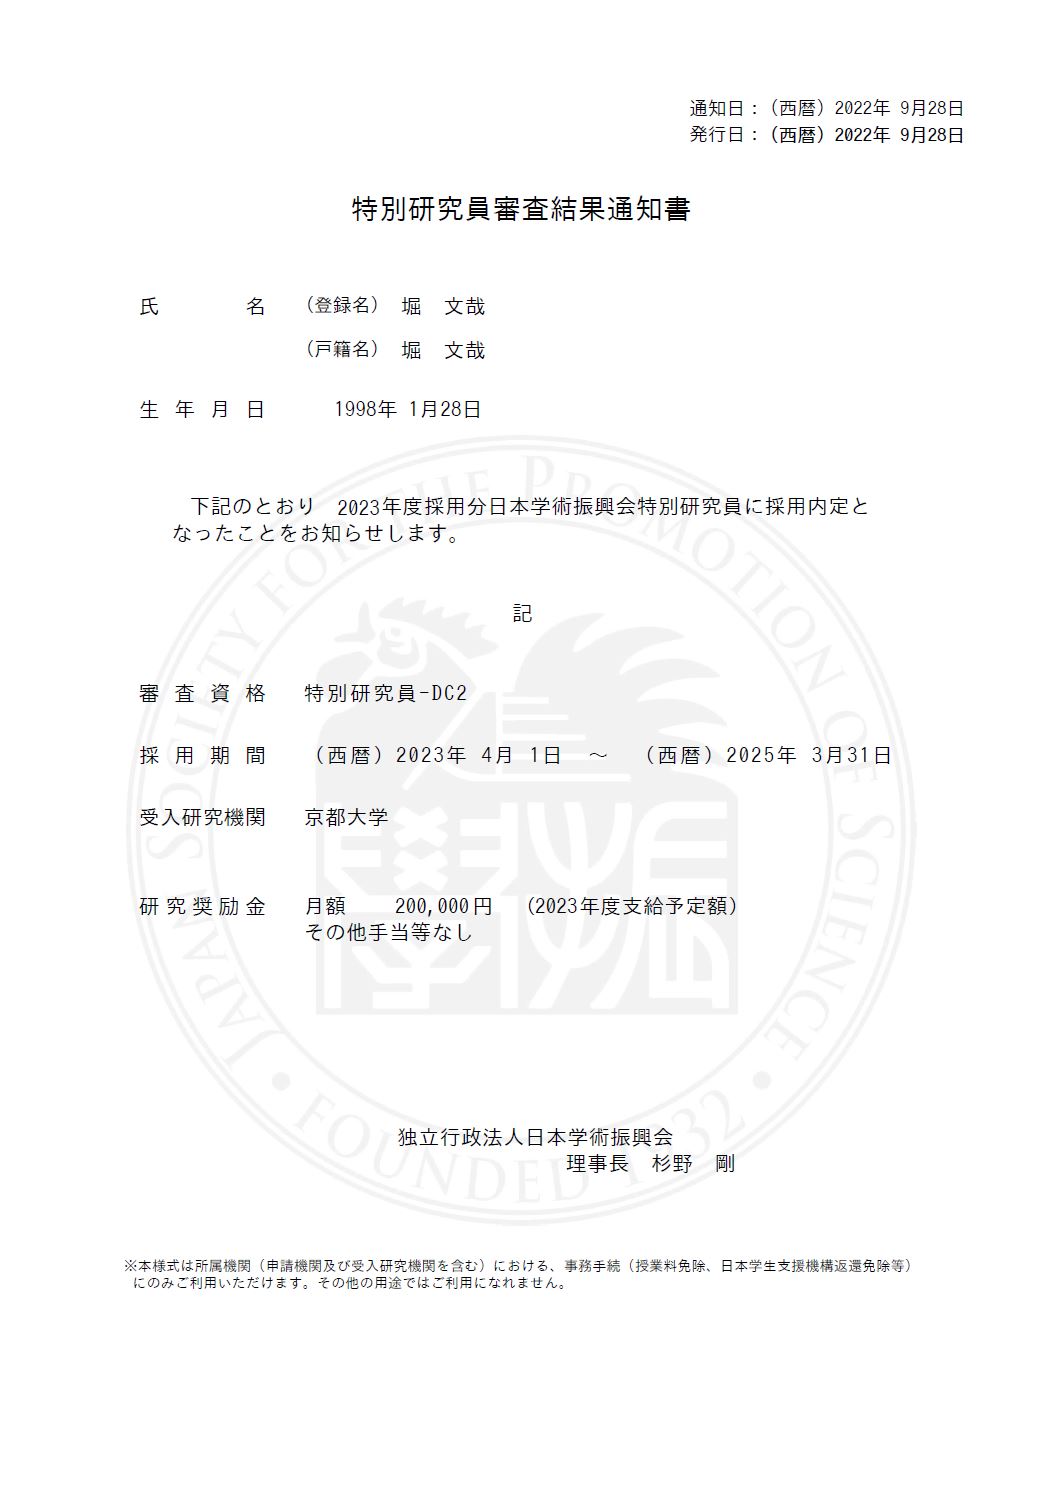 通知日：（西暦）2022年 9月28日
発行日：（西暦）2022年 9月28日
特別研究員審査結果通知書
氏　　　名　（登録名）　堀　文哉
（戸籍名）　堀　文哉
生 年 月 日　　1998年 1月28日
下記のとおり　2023年度採用分日本学術振興会特別研究員に採用内定と
なったことをお知らせします。
記
審 査 資 格　特別研究員-DC2
採 用 期 間　（西暦）2023年 4月 1日　～　（西暦）2025年 3月31日
受入研究機関　京都大学
研 究 奨 励 金　月額　200,000円　（2023年度支給予定額）
その他手当等なし
独立行政法人日本学術振興会
理事長　杉野　剛
※本様式は所属機関（申請機関及び受入研究機関を含む）における、事務手続（授業料免除、日本学生支援機構返還免除等）
にのみご利用いただけます。その他の用途ではご利用になれません。
JAPAN SOCIETY FOR THE PROMOTION OF SCIENCE
FOUNDED 1932
学振